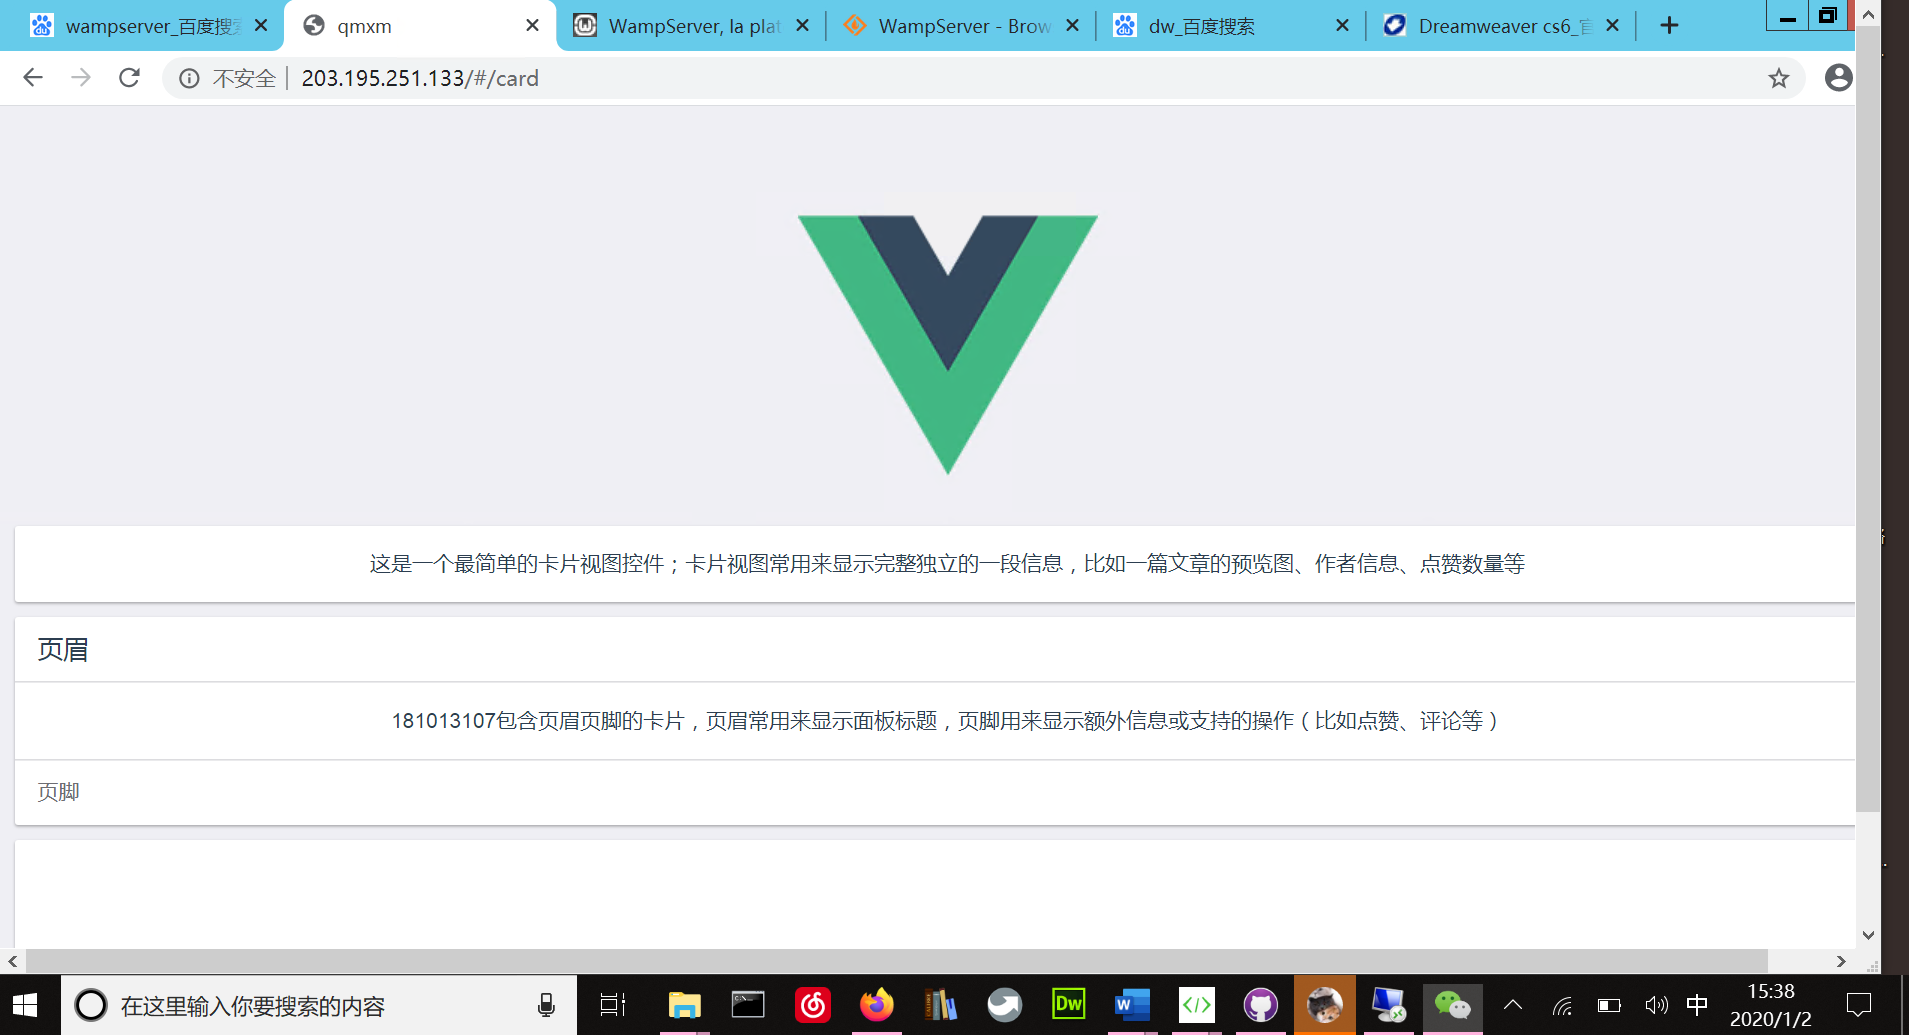 wampserver_百度搜
qmxm
WampServer, la plat
WampServer - Brow
dw_百度搜索
Dreamweaver cs6_官
不安全
203.195.251.133/#/card
这是一个最简单的卡片视图控件；卡片视图常用来显示完整独立的一段信息，比如一篇文章的预览图、作者信息、点赞数量等
页眉
181013107包含页眉页脚的卡片，页眉常用来显示面板标题，页脚用来显示额外信息或支持的操作（比如点赞、评论等）
页脚
在这里输入你要搜索的内容
Dw
W
中
15:38
2020/1/2